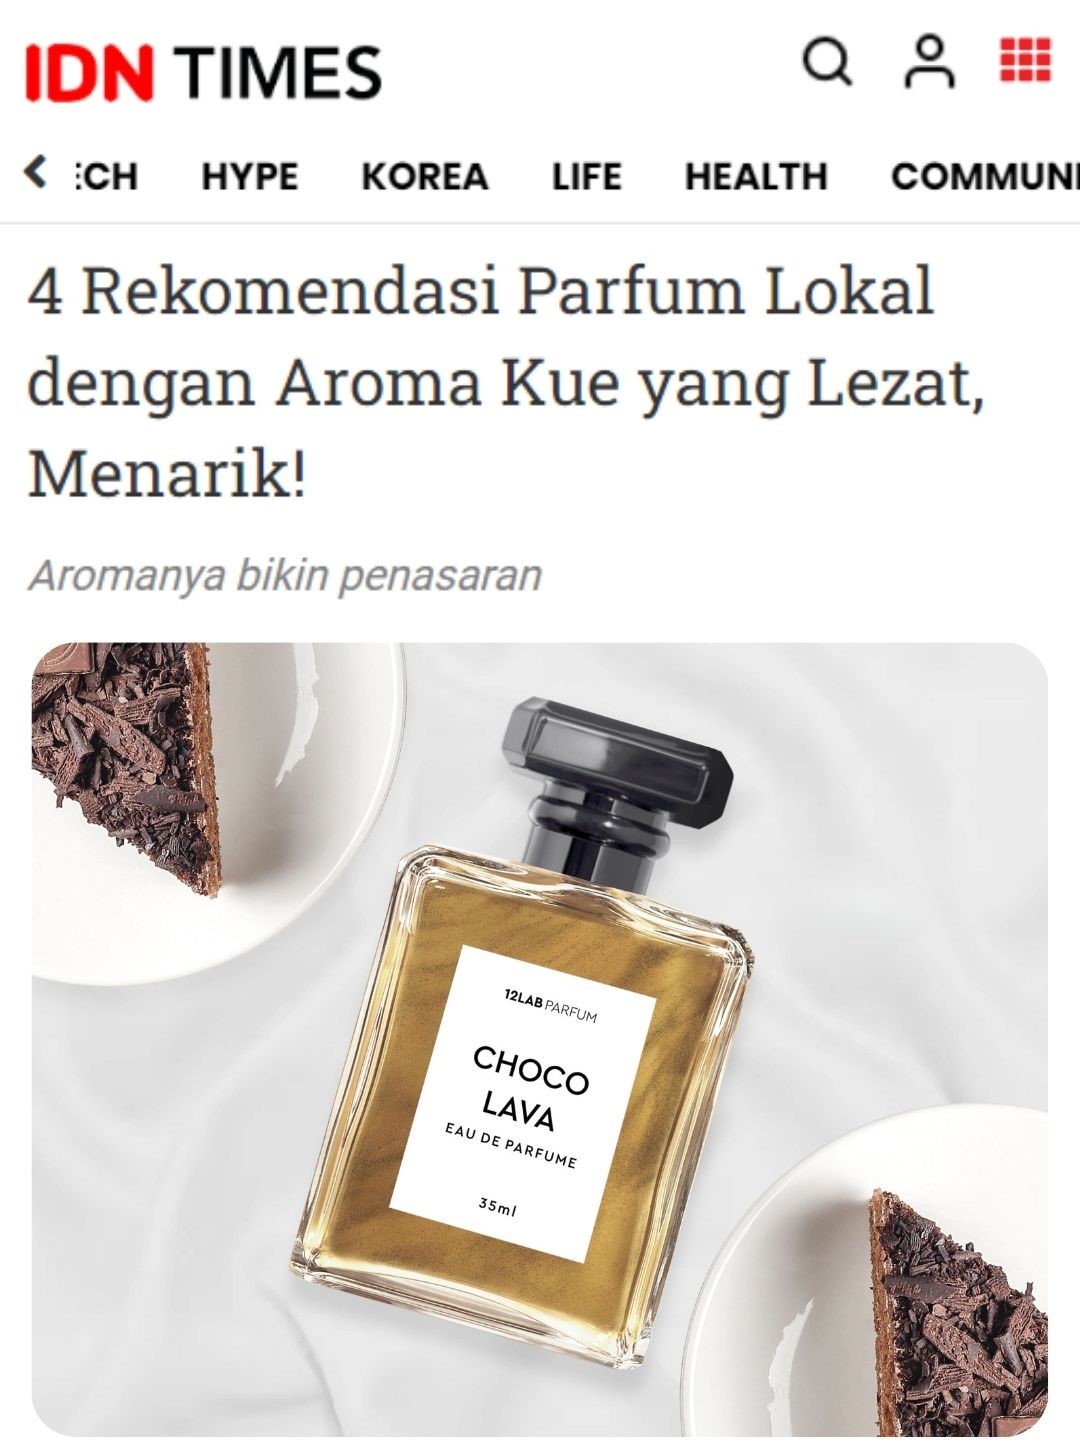 IDN TIMES
CH HYPE KOREA LIFE HEALTH COMMUN
4 Rekomendasi Parfum Lokal
dengan Aroma Kue yang Lezat,
Menarik!
Aromanya bikin penasaran
12LAB PARFUM
CHOCO
LAVA
EAU DE PARFUME
35ml